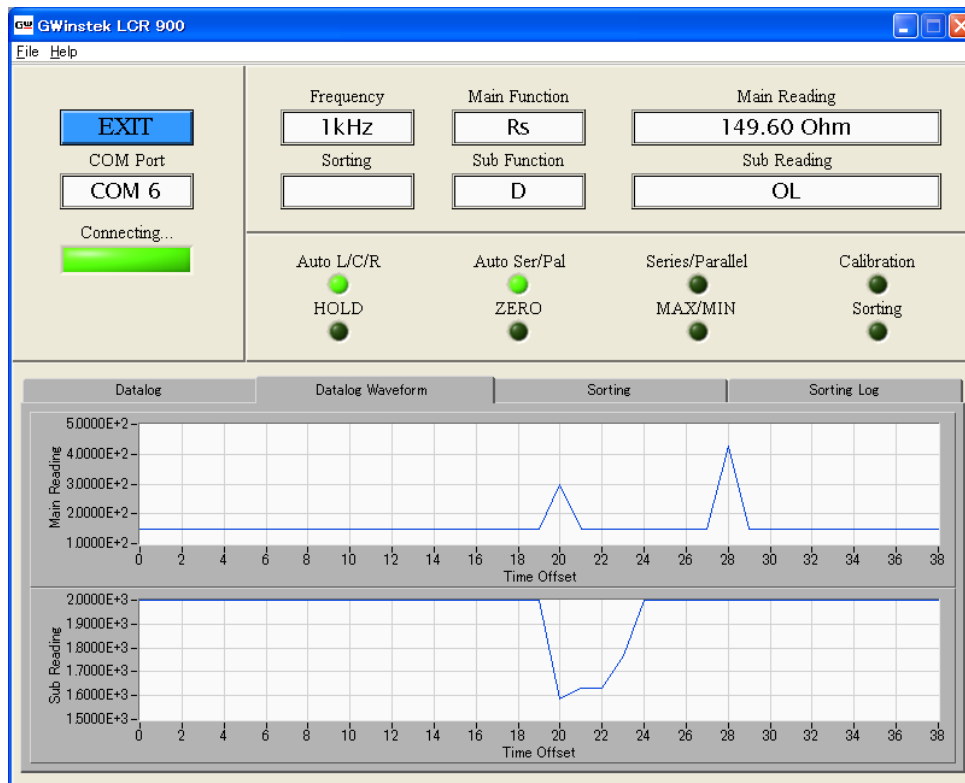 GW GWinstek LCR 900
File Help
EXIT
COM Port
COM 6
Connecting...
Frequency Main Function Main Reading
1kHz Rs 149.60 Ohm
Sorting Sub Function Sub Reading
D OL
Auto L/C/R Auto Ser/Pal Series/Parallel Calibration
HOLD ZERO MAX/MIN Sorting
Datalog Datalog Waveform Sorting Sorting Log
Main Reading
5.0000E+2
4.0000E+2
3.0000E+2
2.0000E+2
1.0000E+2
0 2 4 6 8 10 12 14 16 18 20 22 24 26 28 30 32 34 36 38
Time Offset
Sub Reading
2.0000E+3
1.9000E+3
1.8000E+3
1.7000E+3
1.6000E+3
1.5000E+3
0 2 4 6 8 10 12 14 16 18 20 22 24 26 28 30 32 34 36 38
Time Offset